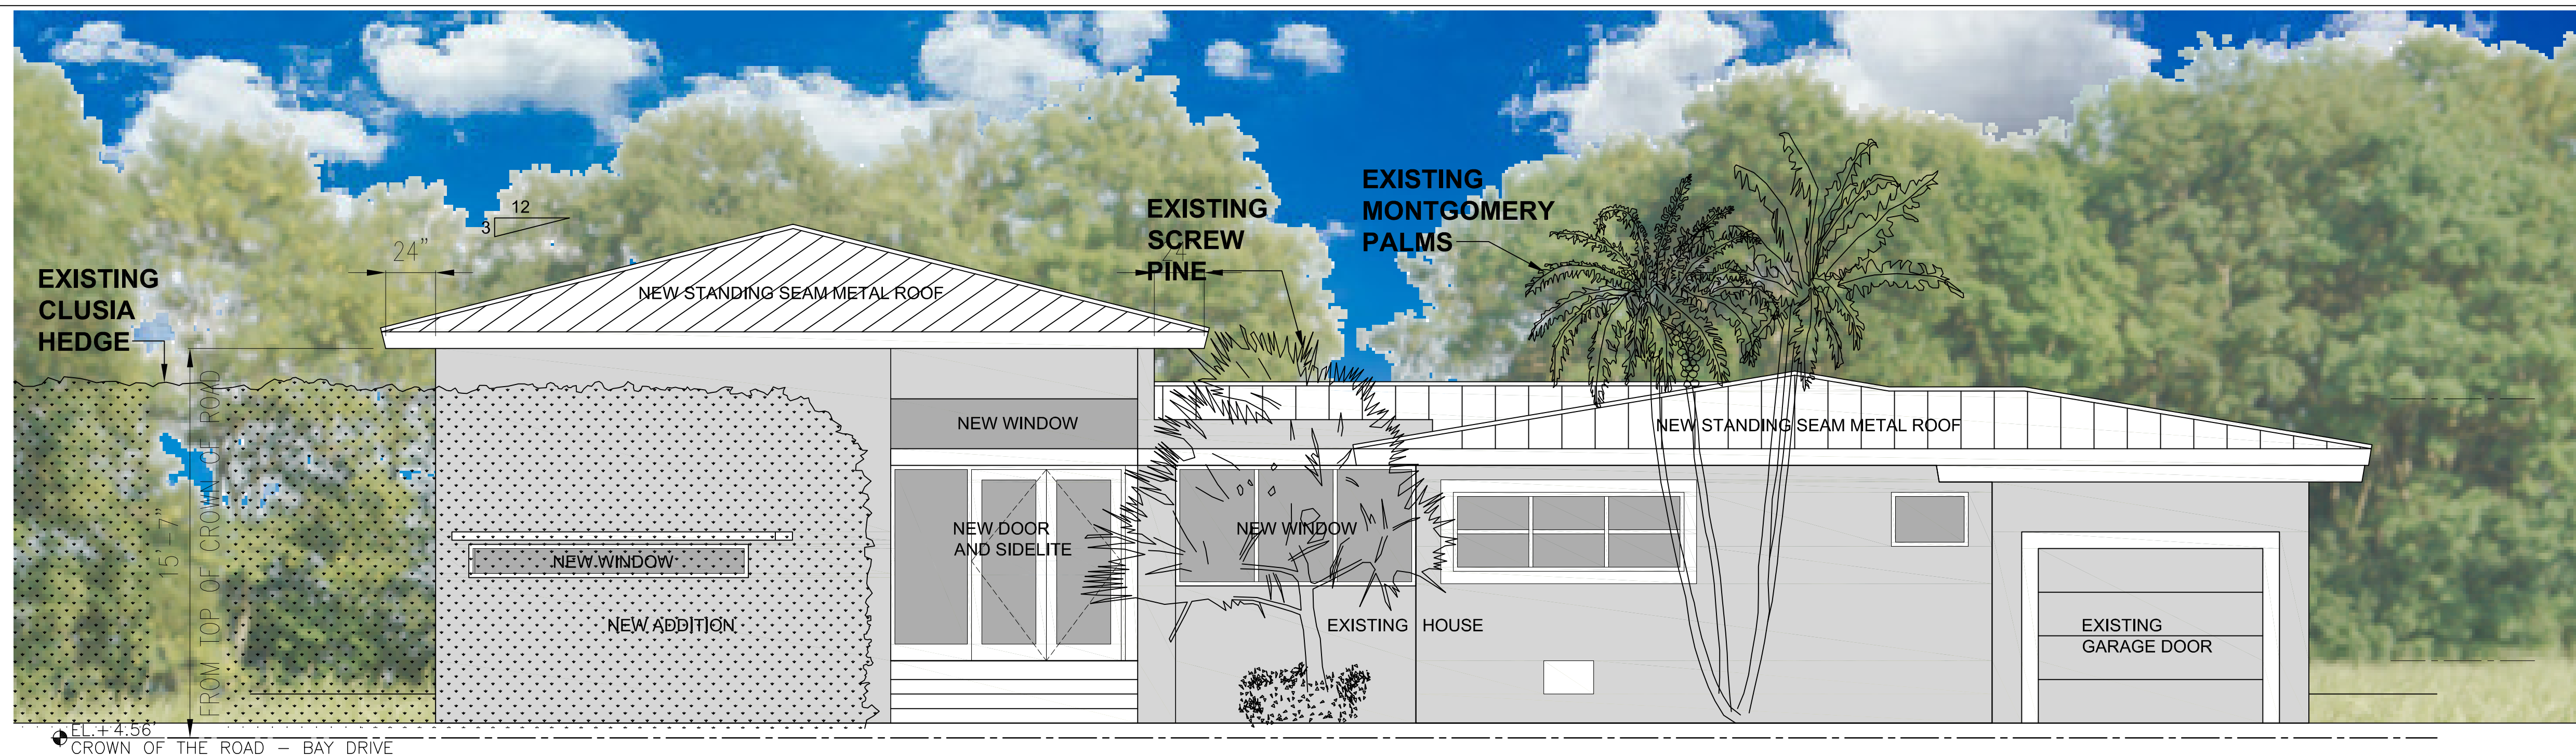 12
3
24"
24"
EXISTING
MONTGOMERY
PALMS
EXISTING
SCREW
PINE
EXISTING
CLUSIA
HEDGE
NEW STANDING SEAM METAL ROOF
NEW WINDOW
NEW STANDING SEAM METAL ROOF
15'-7"
FROM TOP OF CROWN OF ROAD
NEW DOOR
AND SIDELITE
NEW WINDOW
NEW WINDOW
NEW ADDITION
EXISTING HOUSE
EXISTING
GARAGE DOOR
EL.+4.56'
CROWN OF THE ROAD – BAY DRIVE